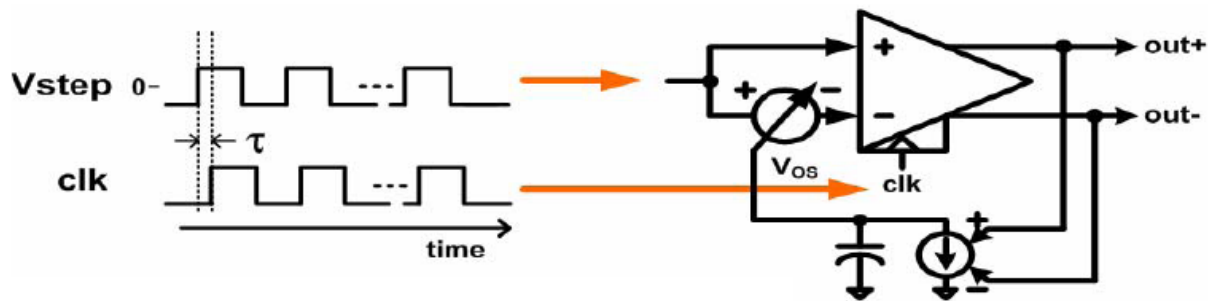 Vstep 0-
τ
clk
time
+
-
+ -
out+
out-
Vos
clk
+
-